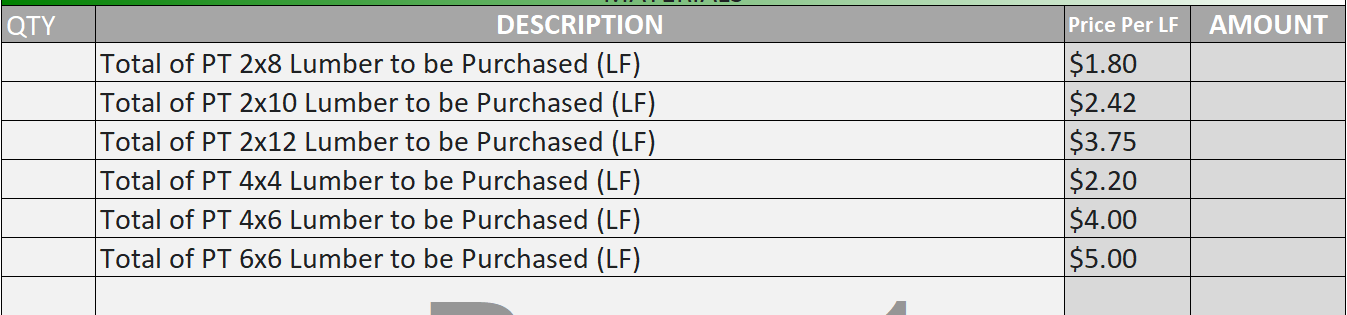 MATERIALS
QTY DESCRIPTION Price Per LF AMOUNT
Total of PT 2x8 Lumber to be Purchased (LF) $1.80
Total of PT 2x10 Lumber to be Purchased (LF) $2.42
Total of PT 2x12 Lumber to be Purchased (LF) $3.75
Total of PT 4x4 Lumber to be Purchased (LF) $2.20
Total of PT 4x6 Lumber to be Purchased (LF) $4.00
Total of PT 6x6 Lumber to be Purchased (LF) $5.00